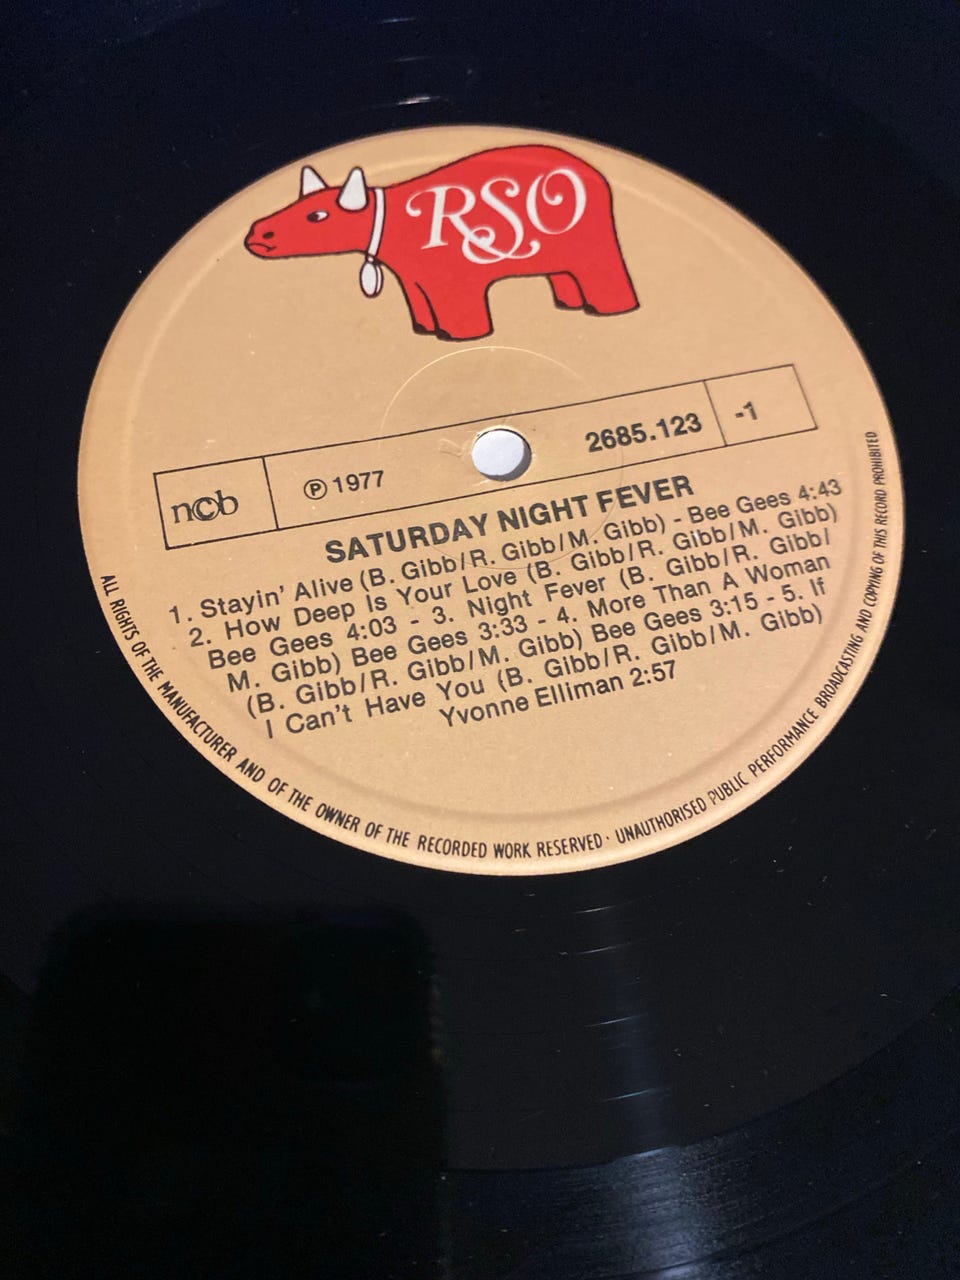 RSO
ncb ℗ 1977 2685.123 -1
SATURDAY NIGHT FEVER
1. Stayin' Alive (B. Gibb/R. Gibb/M. Gibb) - Bee Gees 4:43
2. How Deep Is Your Love (B. Gibb/R. Gibb/M. Gibb)
Bee Gees 4:03 - 3. Night Fever (B. Gibb/R. Gibb/
M. Gibb) Bee Gees 3:33 - 4. More Than A Woman
(B. Gibb/R. Gibb/M. Gibb) Bee Gees 3:15 - 5. If
I Can't Have You (B. Gibb/R. Gibb/M. Gibb)
Yvonne Elliman 2:57
ALL RIGHTS OF THE MANUFACTURER AND OF THE OWNER OF THE RECORDED WORK RESERVED · UNAUTHORISED PUBLIC PERFORMANCE BROADCASTING AND COPYING OF THIS RECORD PROHIBITED